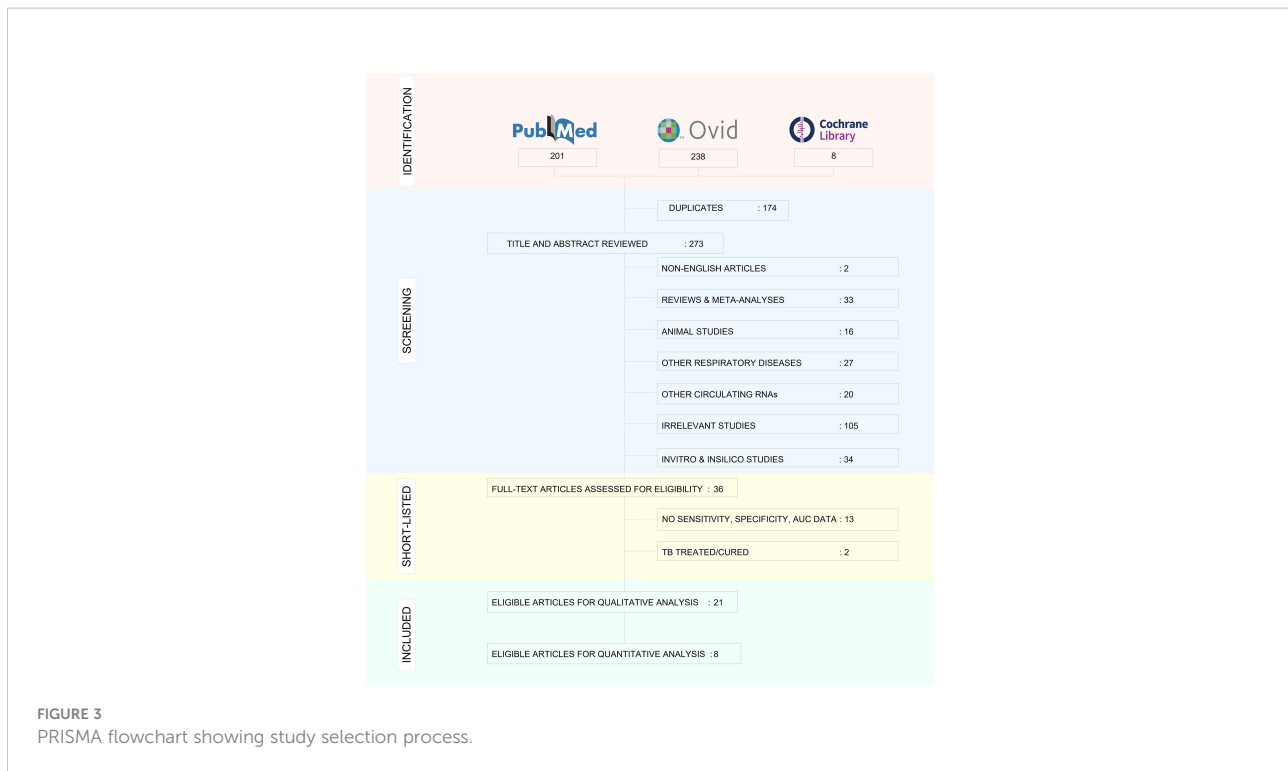 IDENTIFICATION
PubMed
Ovid
Cochrane
Library
201
238
8
SCREENING
DUPLICATES : 174
TITLE AND ABSTRACT REVIEWED : 273
NON-ENGLISH ARTICLES : 2
REVIEWS & META-ANALYSES : 33
ANIMAL STUDIES : 16
OTHER RESPIRATORY DISEASES : 27
OTHER CIRCULATING RNAs : 20
IRRELEVANT STUDIES : 105
INVITRO & INSILICO STUDIES : 34
SHORT-LISTED
FULL-TEXT ARTICLES ASSESSED FOR ELIGIBILITY : 36
NO SENSITIVITY, SPECIFICITY, AUC DATA : 13
TB TREATED/CURED : 2
INCLUDED
ELIGIBLE ARTICLES FOR QUALITATIVE ANALYSIS : 21
ELIGIBLE ARTICLES FOR QUANTITATIVE ANALYSIS : 8
FIGURE 3
PRISMA flowchart showing study selection process.